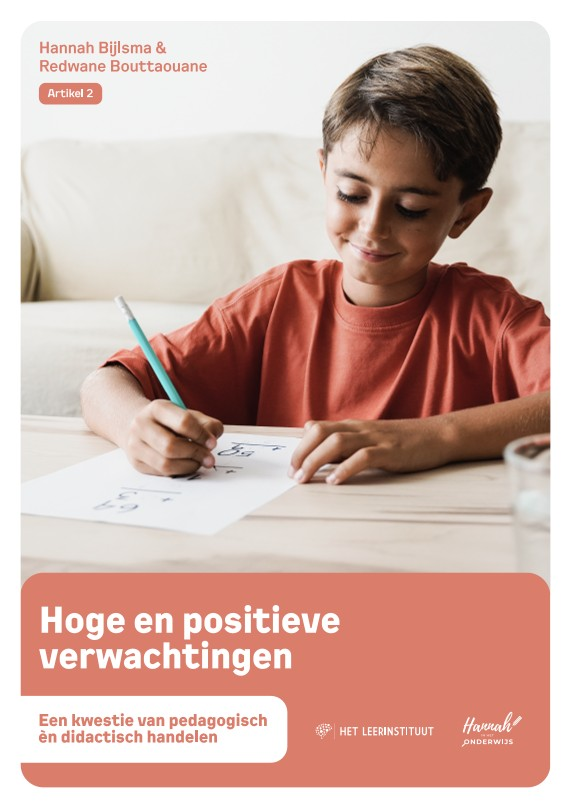 Hannah Bijlsma &
Redwane Bouttaouane
Artikel 2
Hoge en positieve
verwachtingen
Een kwestie van pedagogisch
èn didactisch handelen
HET LEERINSTITUUT
Hannah
ONDERWIJS